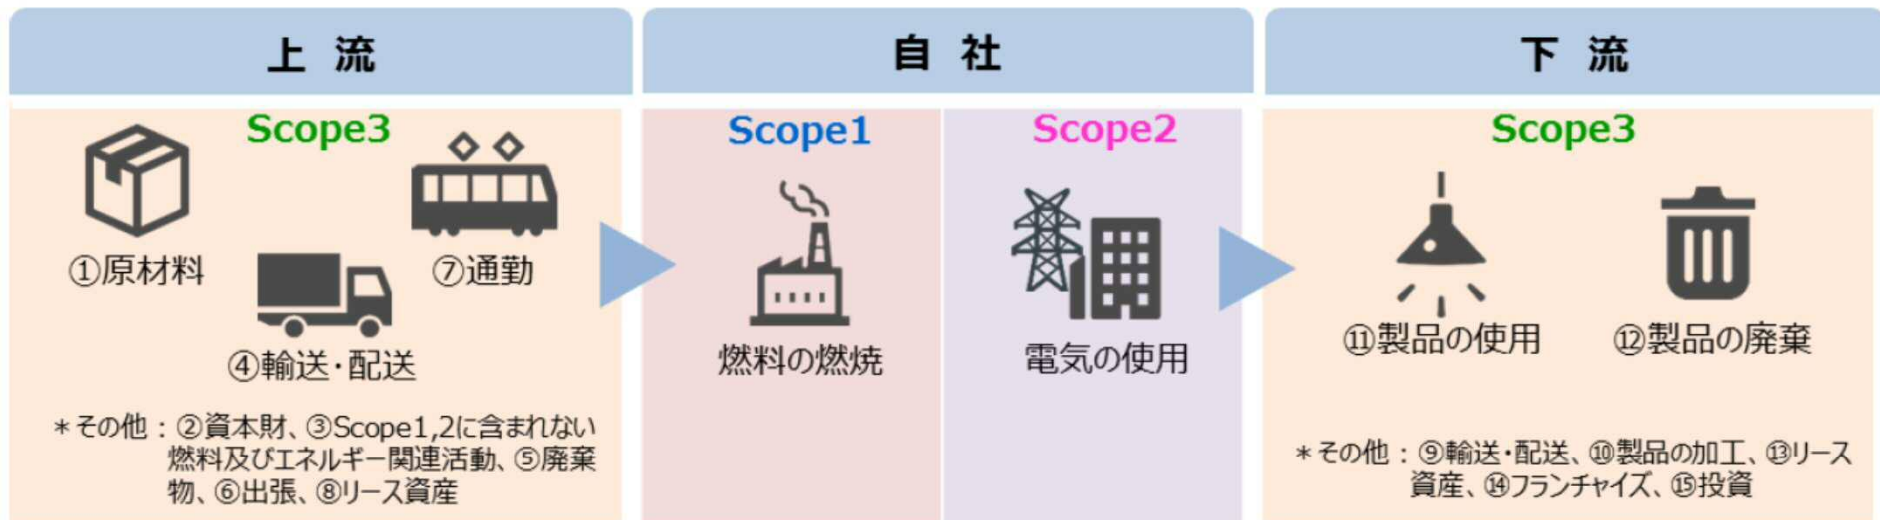 上 流
Scope3
①原材料
⑦通勤
④輸送・配送
＊その他：②資本財、③Scope1,2に含まれない
燃料及びエネルギー関連活動、⑤廃棄
物、⑥出張、⑧リース資産
自 社
Scope1
燃料の燃焼
Scope2
電気の使用
下 流
Scope3
⑪製品の使用
⑫製品の廃棄
＊その他：⑨輸送・配送、⑩製品の加工、⑬リース
資産、⑭フランチャイズ、⑮投資